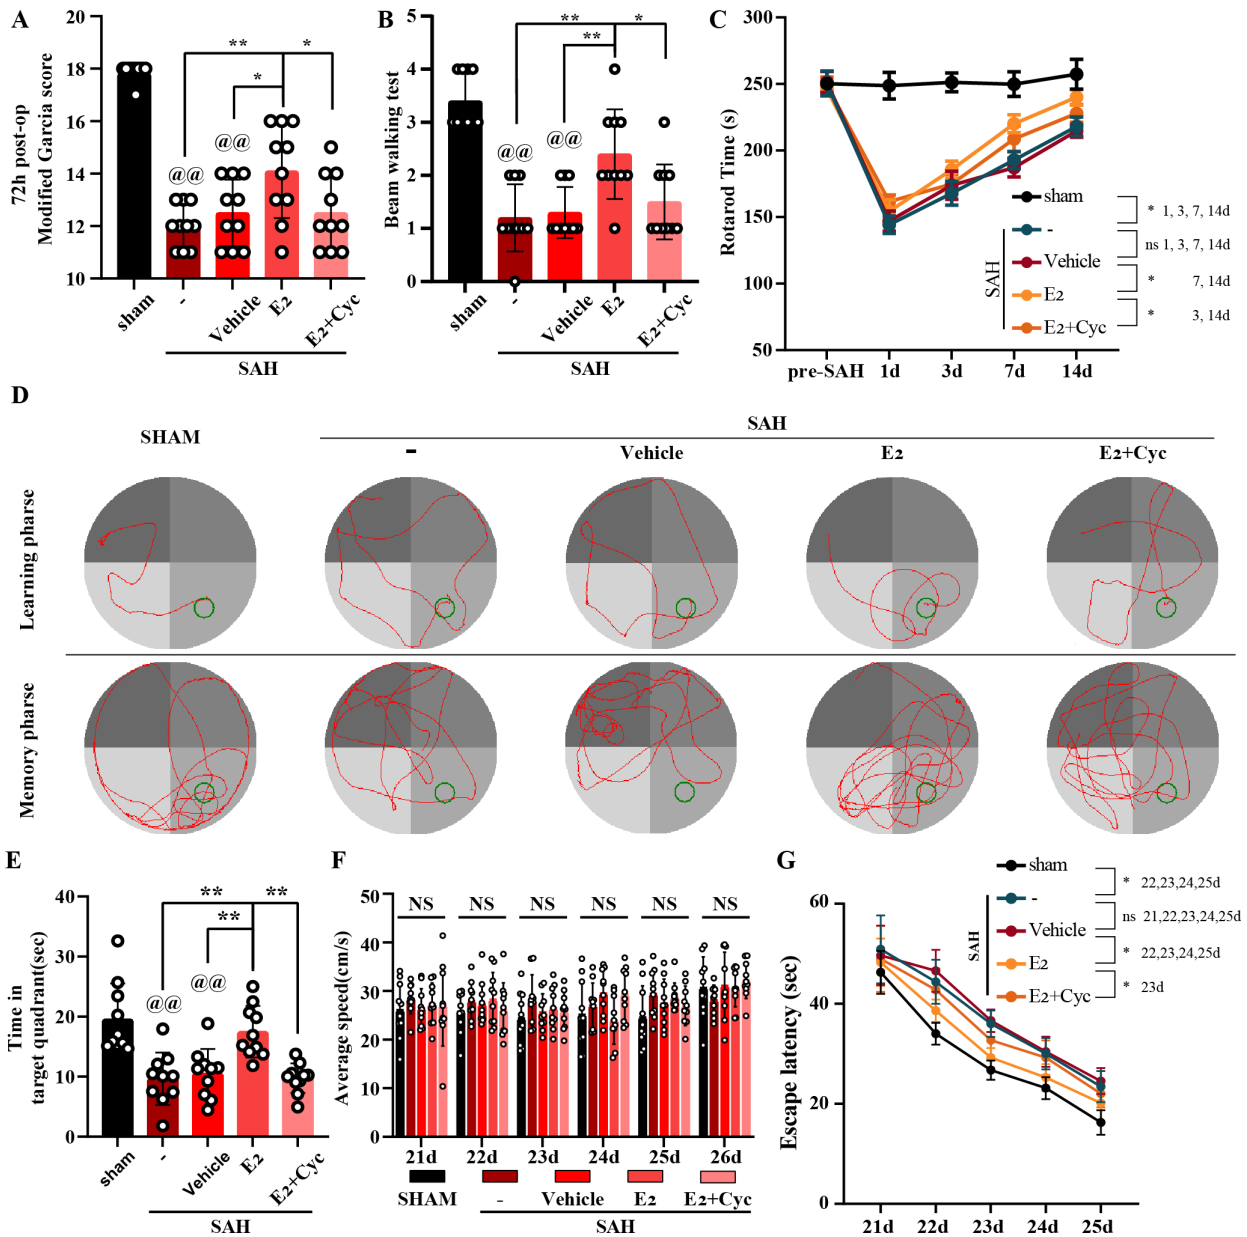 A
72h post-op
Modified Garcia score
20
18
16
14
12
10
**
*
*
@@
@@
sham
-
Vehicle
E2
E2+Cyc
SAH
B
Beam walking test
5
4
3
2
1
0
**
*
**
@@
@@
sham
-
Vehicle
E2
E2+Cyc
SAH
C
Rotarod Time (s)
300
250
200
150
100
50
pre-SAH 1d 3d 7d 14d
sham
-
Vehicle
E2
E2+Cyc
SAH
* 1, 3, 7, 14d
ns 1, 3, 7, 14d
* 7, 14d
* 3, 14d
D
SHAM
SAH
- Vehicle E2 E2+Cyc
Learning pharse
Memory pharse
E
Time in
target quadrant(sec)
40
30
20
10
0
**
**
**
@@
@@
sham
-
Vehicle
E2
E2+Cyc
SAH
F
Average speed(cm/s)
50
40
30
20
10
0
NS NS NS NS NS NS
21d 22d 23d 24d 25d 26d
SHAM - Vehicle E2 E2+Cyc
SAH
G
Escape latency (sec)
60
40
20
0
21d 22d 23d 24d 25d
sham
-
Vehicle
E2
E2+Cyc
SAH
* 22,23,24,25d
ns 21,22,23,24,25d
* 22,23,24,25d
* 23d